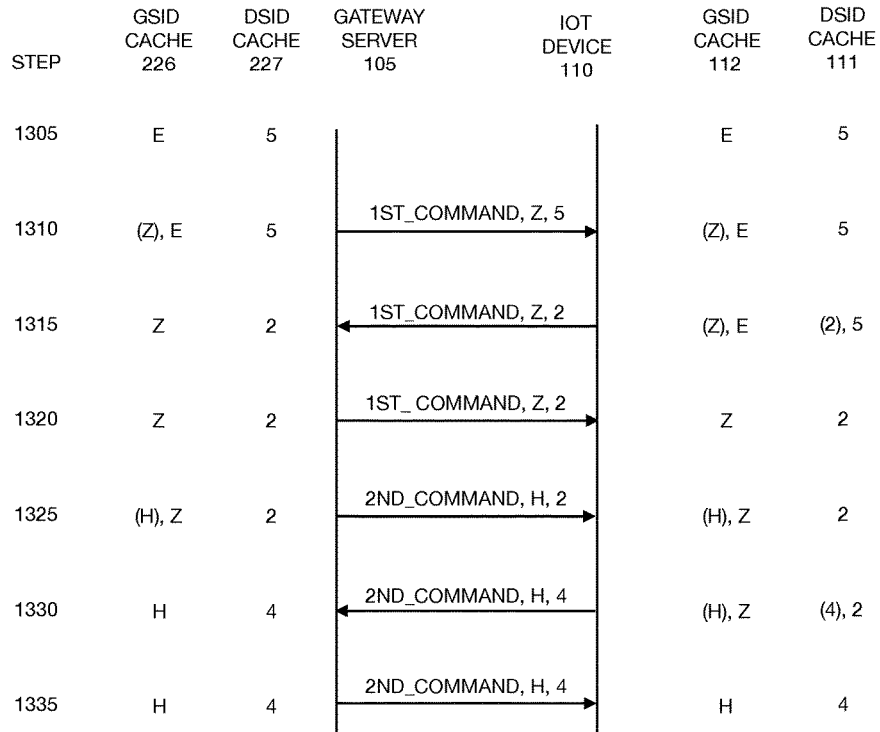 STEP GSID CACHE 226 DSID CACHE 227 GATEWAY SERVER 105 IOT DEVICE 110 GSID CACHE 112 DSID CACHE 111
1305 E 5 E 5
1310 (Z), E 5 1ST_COMMAND, Z, 5 (Z), E 5
1315 Z 2 1ST_COMMAND, Z, 2 (Z), E (2), 5
1320 Z 2 1ST_ COMMAND, Z, 2 Z 2
1325 (H), Z 2 2ND_COMMAND, H, 2 (H), Z 2
1330 H 4 2ND_COMMAND, H, 4 (H), Z (4), 2
1335 H 4 2ND_COMMAND, H, 4 H 4